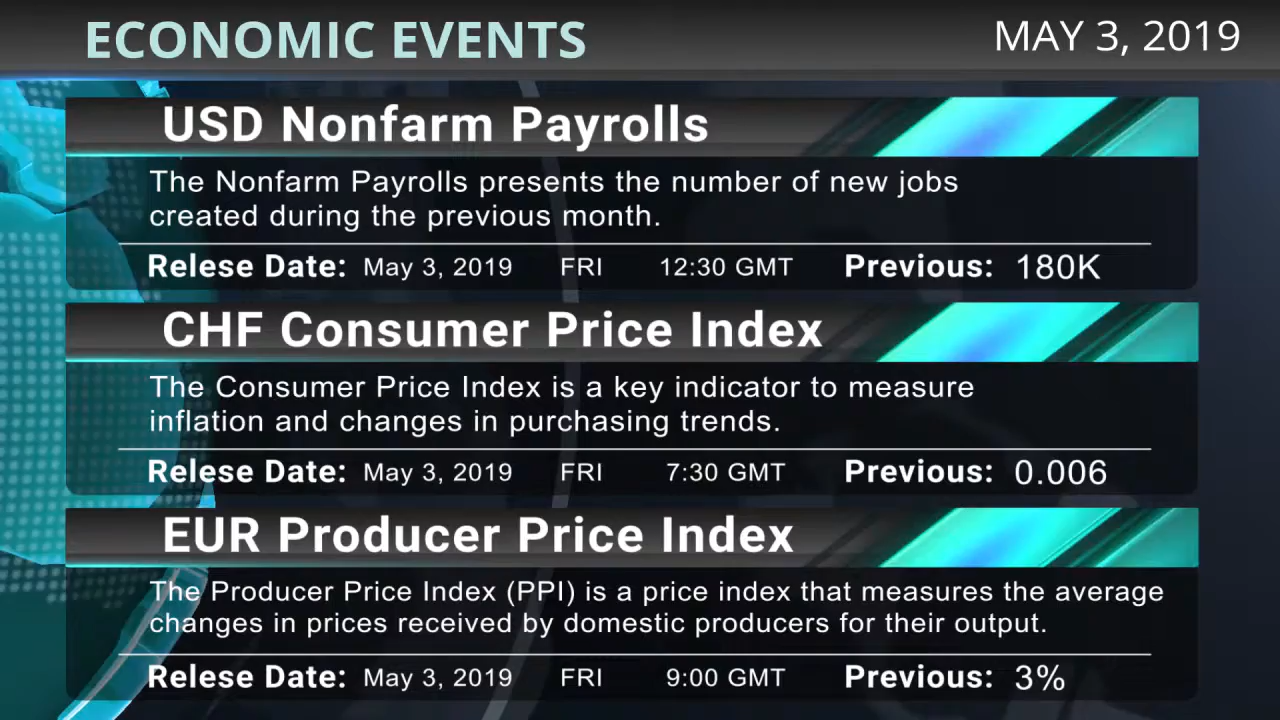 ECONOMIC EVENTS MAY 3, 2019
USD Nonfarm Payrolls
The Nonfarm Payrolls presents the number of new jobs
created during the previous month.
Relese Date: May 3, 2019 FRI 12:30 GMT Previous: 180K
CHF Consumer Price Index
The Consumer Price Index is a key indicator to measure
inflation and changes in purchasing trends.
Relese Date: May 3, 2019 FRI 7:30 GMT Previous: 0.006
EUR Producer Price Index
The Producer Price Index (PPI) is a price index that measures the average
changes in prices received by domestic producers for their output.
Relese Date: May 3, 2019 FRI 9:00 GMT Previous: 3%